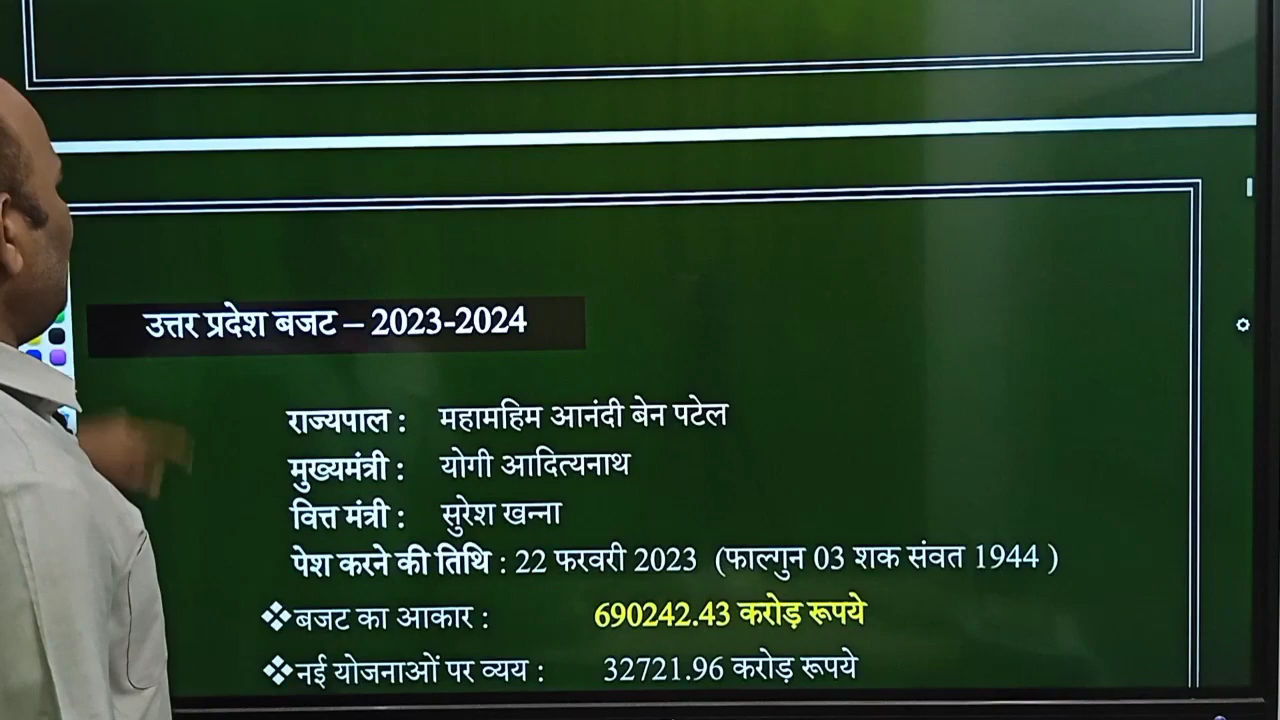 उत्तर प्रदेश बजट – 2023-2024
राज्यपाल : महामहिम आनंदी बेन पटेल
मुख्यमंत्री : योगी आदित्यनाथ
वित्त मंत्री : सुरेश खन्ना
पेश करने की तिथि : 22 फरवरी 2023 (फाल्गुन 03 शक संवत 1944 )
❖बजट का आकार : 690242.43 करोड़ रूपये
❖नई योजनाओं पर व्यय : 32721.96 करोड़ रूपये